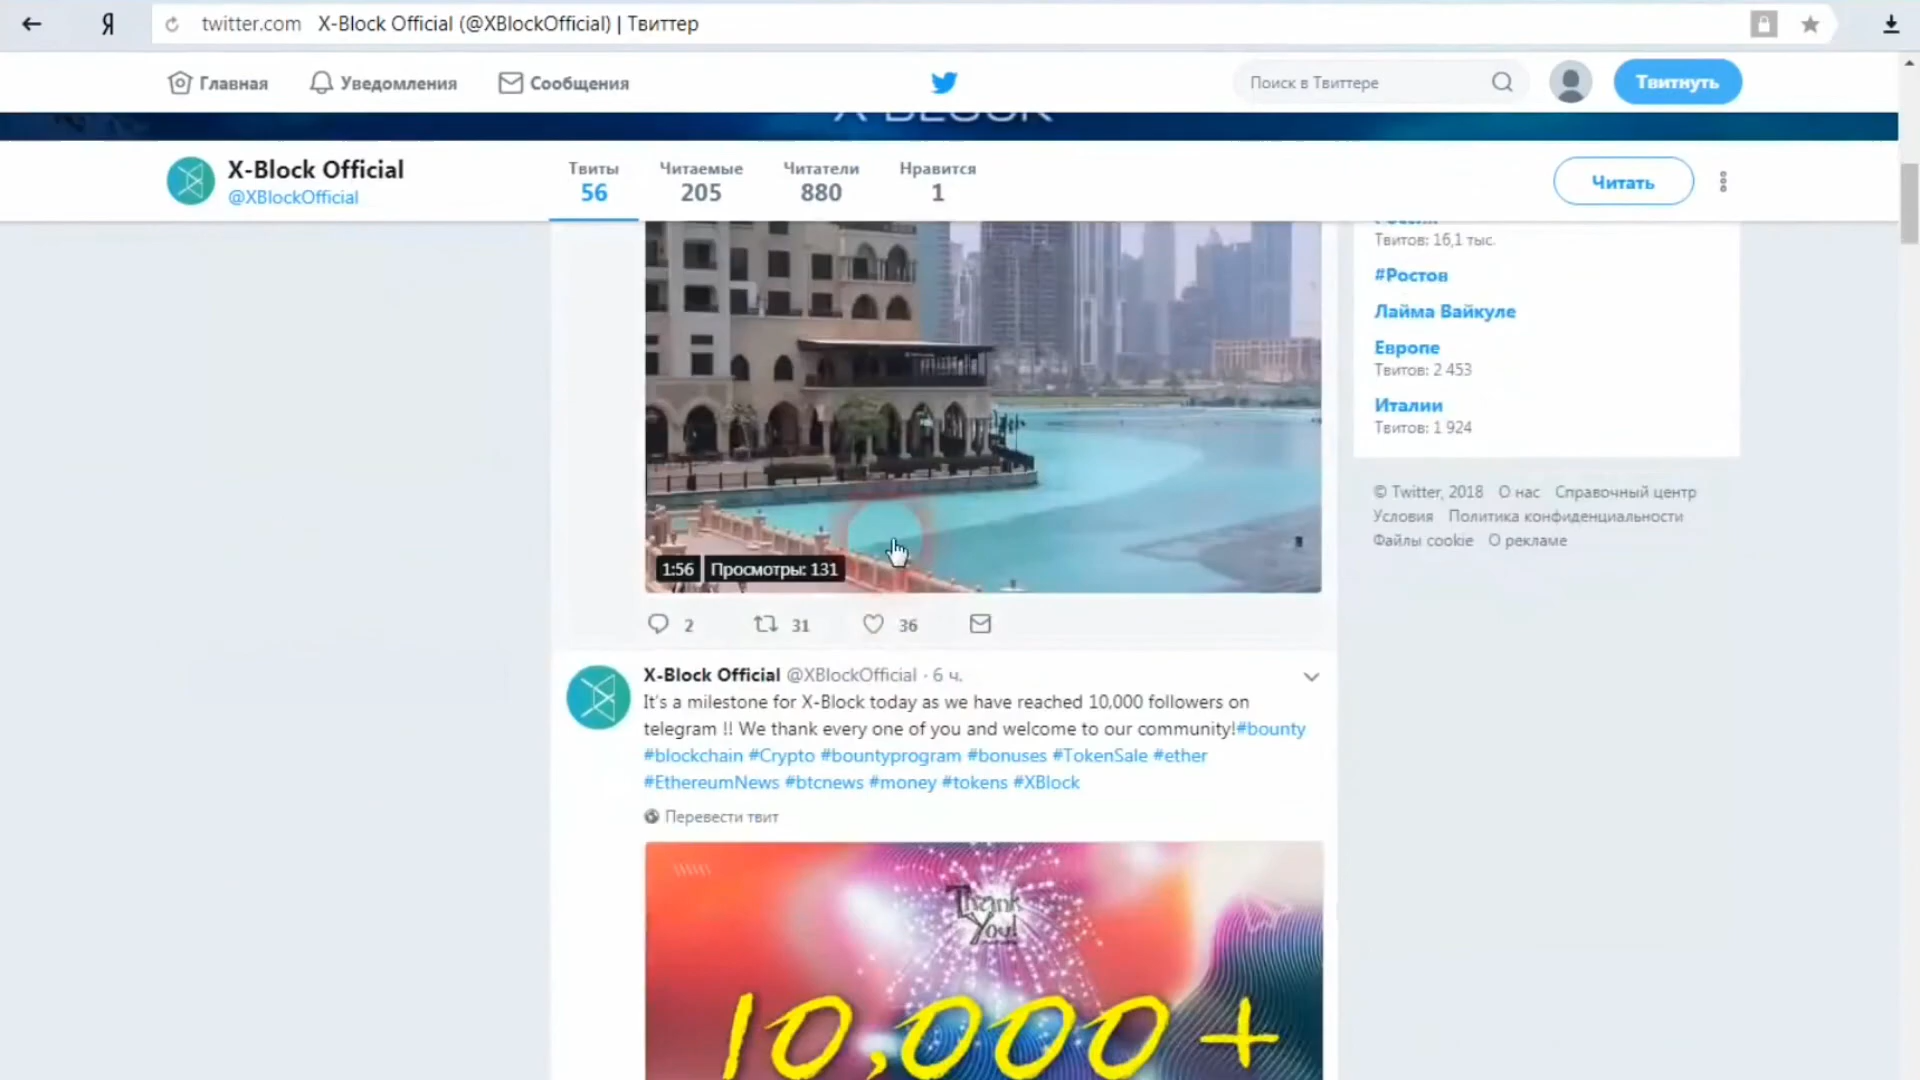 Я twitter.com X-Block Official (@XBlockOfficial) | Твиттер
Главная Уведомления Сообщения Поиск в Твиттере Твитнуть
X-BLOCK
X-Block Official
@XBlockOfficial
Твиты Читаемые Читатели Нравится
56 205 880 1
Читать
Твитов: 16,1 тыс.
#Ростов
Лайма Вайкуле
Европе
Твитов: 2 453
Италии
Твитов: 1 924
© Twitter, 2018 О нас Справочный центр
Условия Политика конфиденциальности
Файлы cookie О рекламе
1:56 Просмотры: 131
2 31 36
X-Block Official @XBlockOfficial · 6 ч.
It's a milestone for X-Block today as we have reached 10,000 followers on
telegram !! We thank every one of you and welcome to our community!#bounty
#blockchain #Crypto #bountyprogram #bonuses #TokenSale #ether
#EthereumNews #btcnews #money #tokens #XBlock
Перевести твит
Thank
You!
10,000+